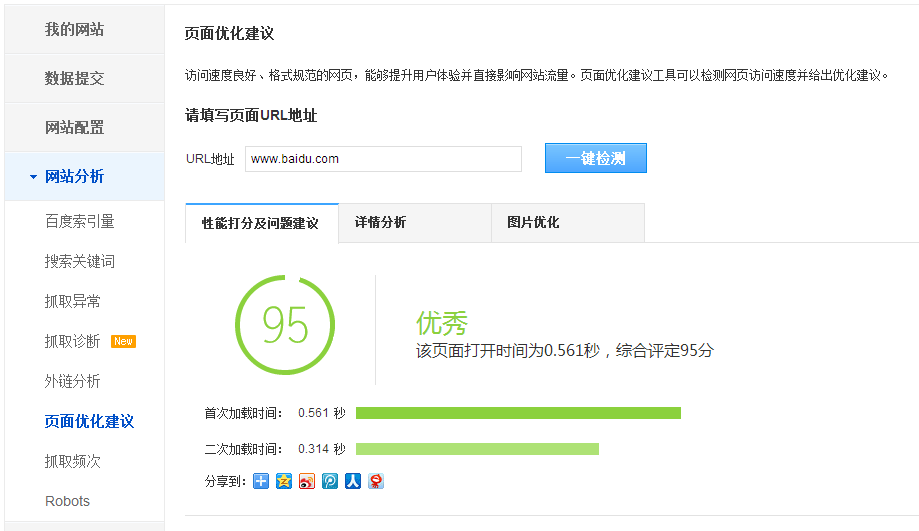 我的网站
数据提交
网站配置
网站分析
百度索引量
搜索关键词
抓取异常
抓取诊断 New
外链分析
页面优化建议
抓取频次
Robots
页面优化建议
访问速度良好、格式规范的网页，能够提升用户体验并直接影响网站流量。页面优化建议工具可以检测网页访问速度并给出优化建议。
请填写页面URL地址
URL地址 www.baidu.com 一键检测
性能打分及问题建议 详情分析 图片优化
95
优秀
该页面打开时间为0.561秒，综合评定95分
首次加载时间： 0.561 秒
二次加载时间： 0.314 秒
分享到：